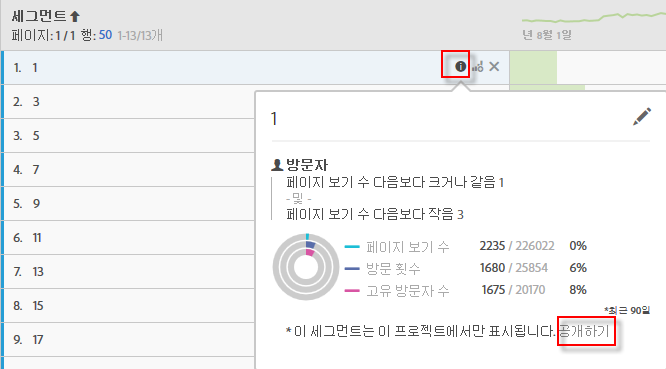 세그먼트
페이지: 1 / 1 행: 50 1-13/13개
년 8월 1일
1. 1
2. 3
3. 5
4. 7
5. 9
6. 11
7. 13
8. 15
9. 17
1
방문자
페이지 보기 수 다음보다 크거나 같음 1
- 및 -
페이지 보기 수 다음보다 작음 3
페이지 보기 수 2235 / 226022 0%
방문 횟수 1680 / 25854 6%
고유 방문자 수 1675 / 20170 8%
*최근 90일
* 이 세그먼트는 이 프로젝트에서만 표시됩니다. 공개하기